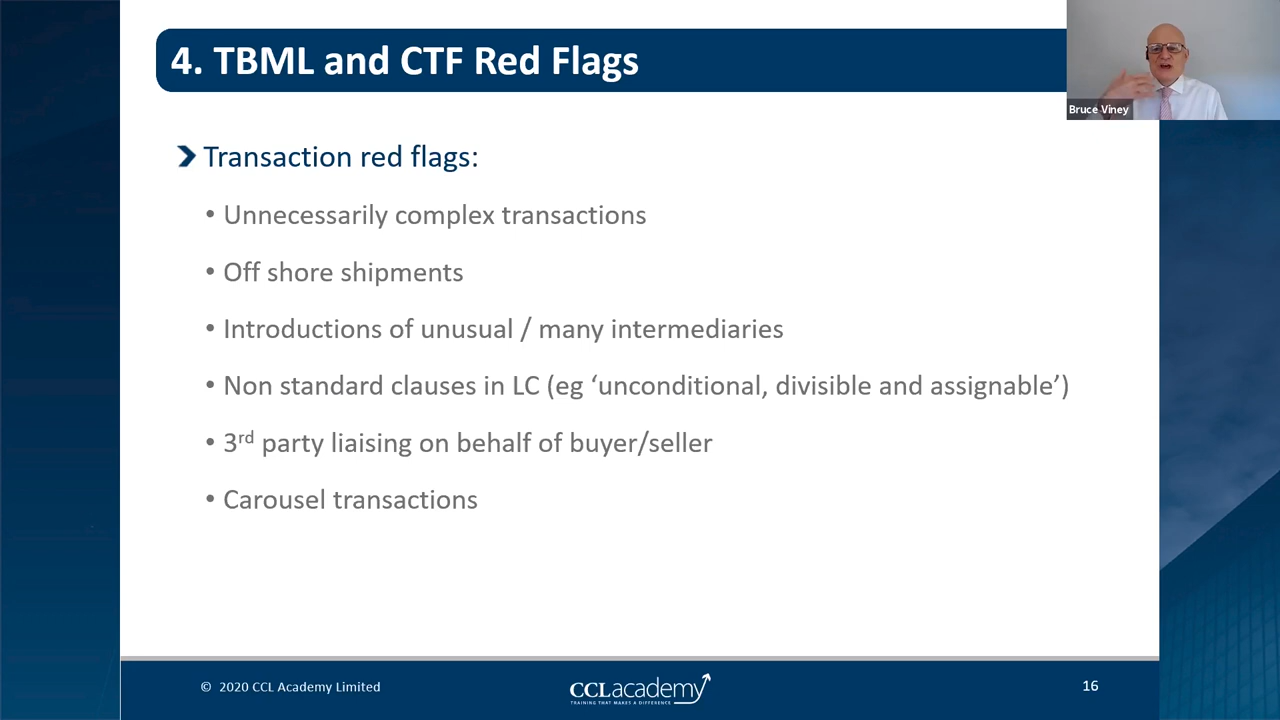 4. TBML and CTF Red Flags
Bruce Viney
Transaction red flags:
• Unnecessarily complex transactions
• Off shore shipments
• Introductions of unusual / many intermediaries
• Non standard clauses in LC (eg ‘unconditional, divisible and assignable’)
• 3rd party liaising on behalf of buyer/seller
• Carousel transactions
© 2020 CCL Academy Limited
CCLacademy
TRAINING THAT MAKES A DIFFERENCE
16